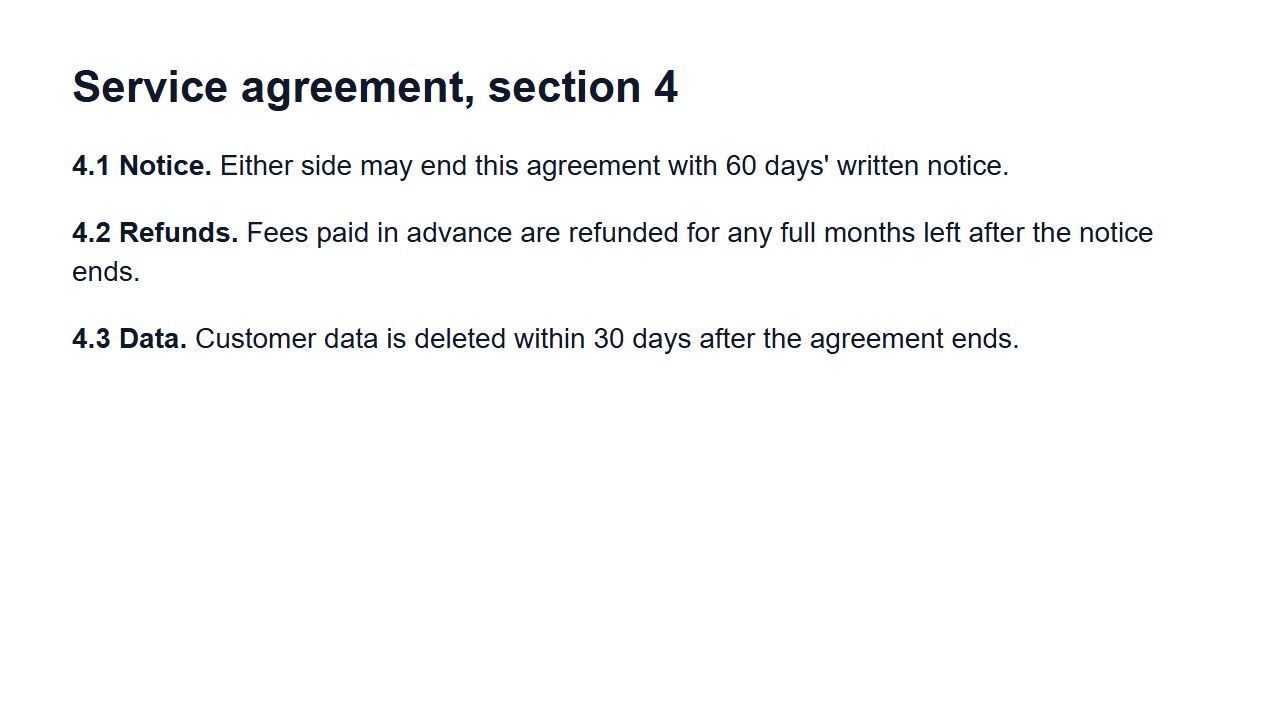 Service agreement, section 4
4.1 Notice. Either side may end this agreement with 60 days' written notice.
4.2 Refunds. Fees paid in advance are refunded for any full months left after the notice
ends.
4.3 Data. Customer data is deleted within 30 days after the agreement ends.